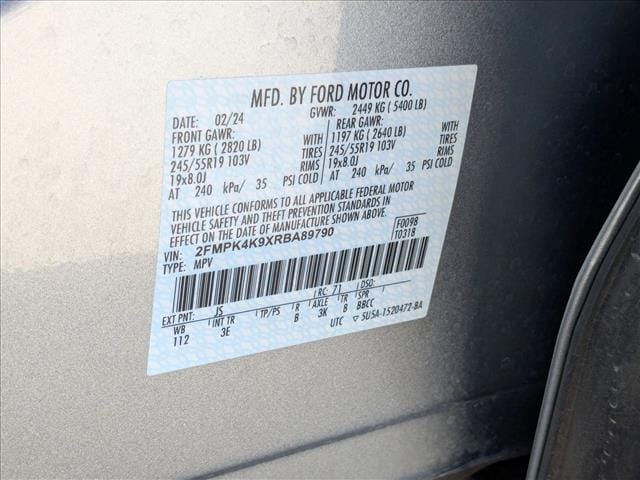 MFD. BY FORD MOTOR CO.
DATE: 02/24 GVWR: 2449 KG ( 5400 LB)
FRONT GAWR: REAR GAWR:
1279 KG ( 2820 LB) WITH 1197 KG ( 2640 LB) WITH
245/55R19 103V TIRES 245/55R19 103V TIRES
19x8.0J RIMS 19x8.0J RIMS
AT 240 kPa/ 35 PSI COLD AT 240 kPa/ 35 PSI COLD
THIS VEHICLE CONFORMS TO ALL APPLICABLE FEDERAL MOTOR
VEHICLE SAFETY AND THEFT PREVENTION STANDARDS IN
EFFECT ON THE DATE OF MANUFACTURE SHOWN ABOVE.
VIN: 2FMPK4K9XRBA89790 F0098
TYPE: MPV T0318
EXT PNT: JS RC: 71 DSO:
WB INT TR TP/PS R AXLE TR SPR
112 3E B 3K B BBCC
UTC ▽ 5U5A-1520472-BA